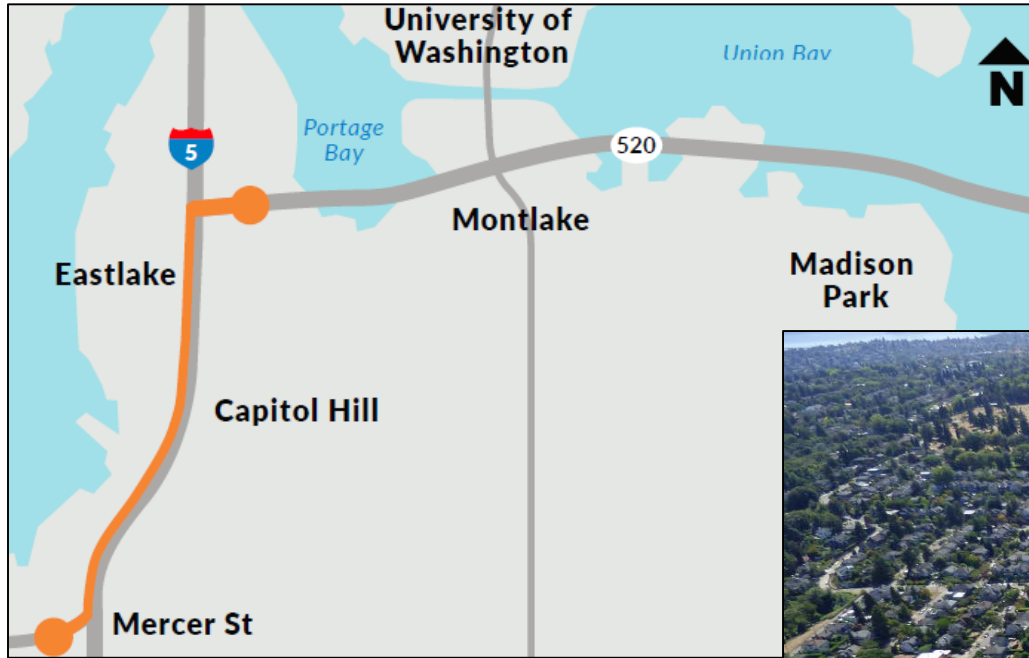 University of
Washington
Union Bay
N
5
Portage
Bay
520
Montlake
Eastlake
Madison
Park
Capitol Hill
Mercer St